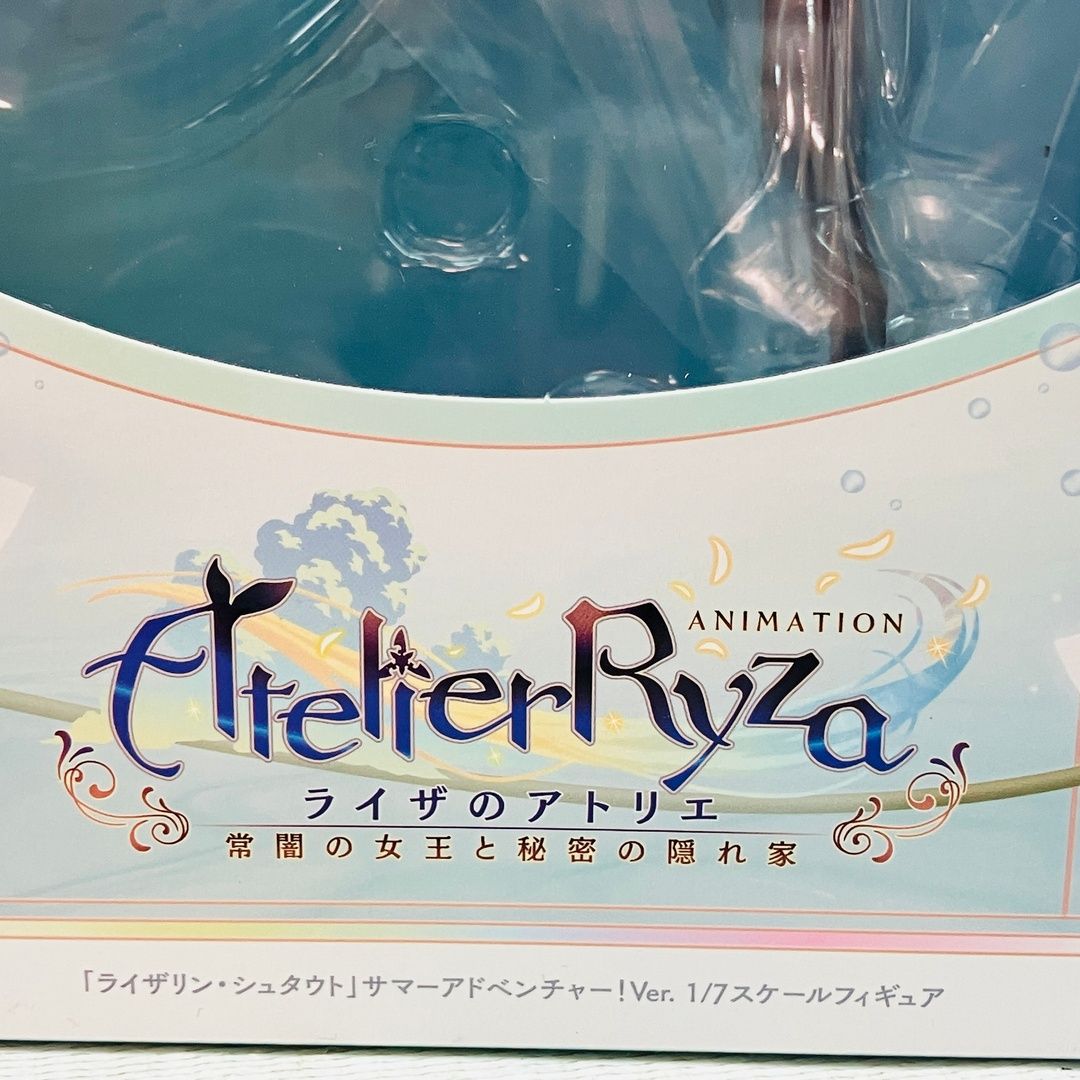 ANIMATION
Atelier Ryza
ライザのアトリエ
常闇の女王と秘密の隠れ家
「ライザリン・シュタウト」サマーアドベンチャー!Ver. 1/7スケールフィギュア